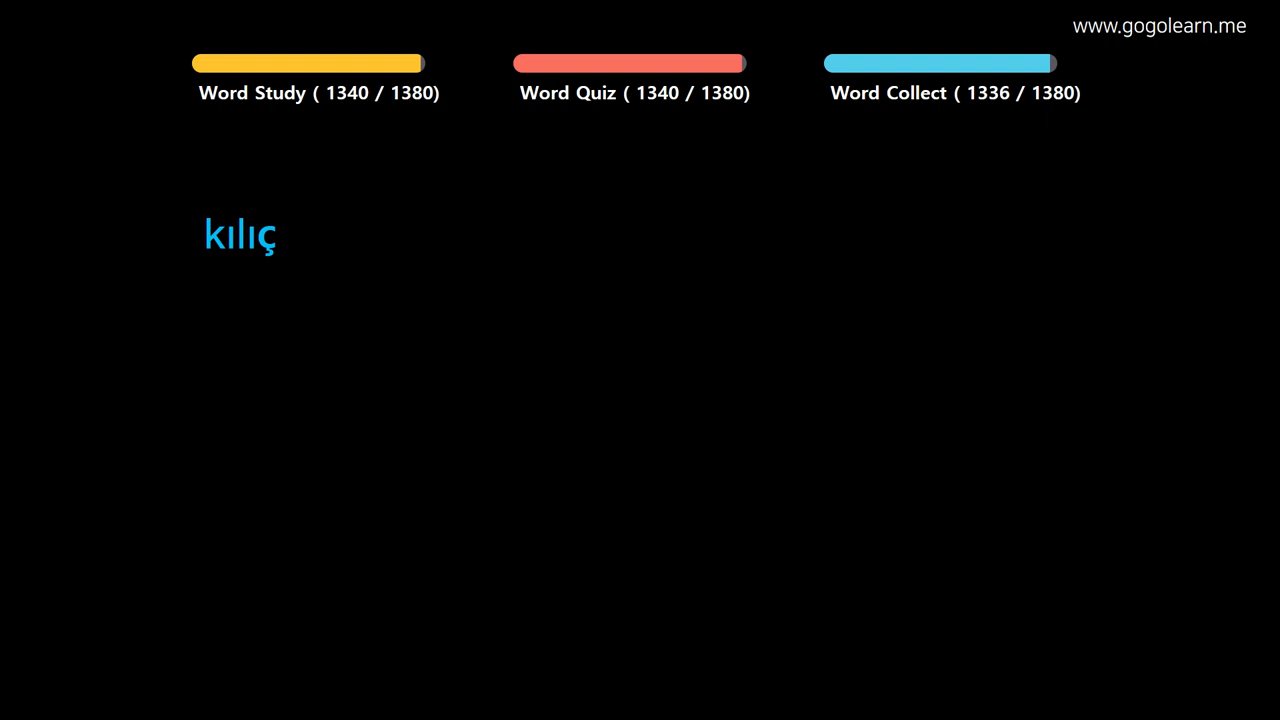 www.gogolearn.me
Word Study ( 1340 / 1380)
Word Quiz ( 1340 / 1380)
Word Collect ( 1336 / 1380)
kılıç